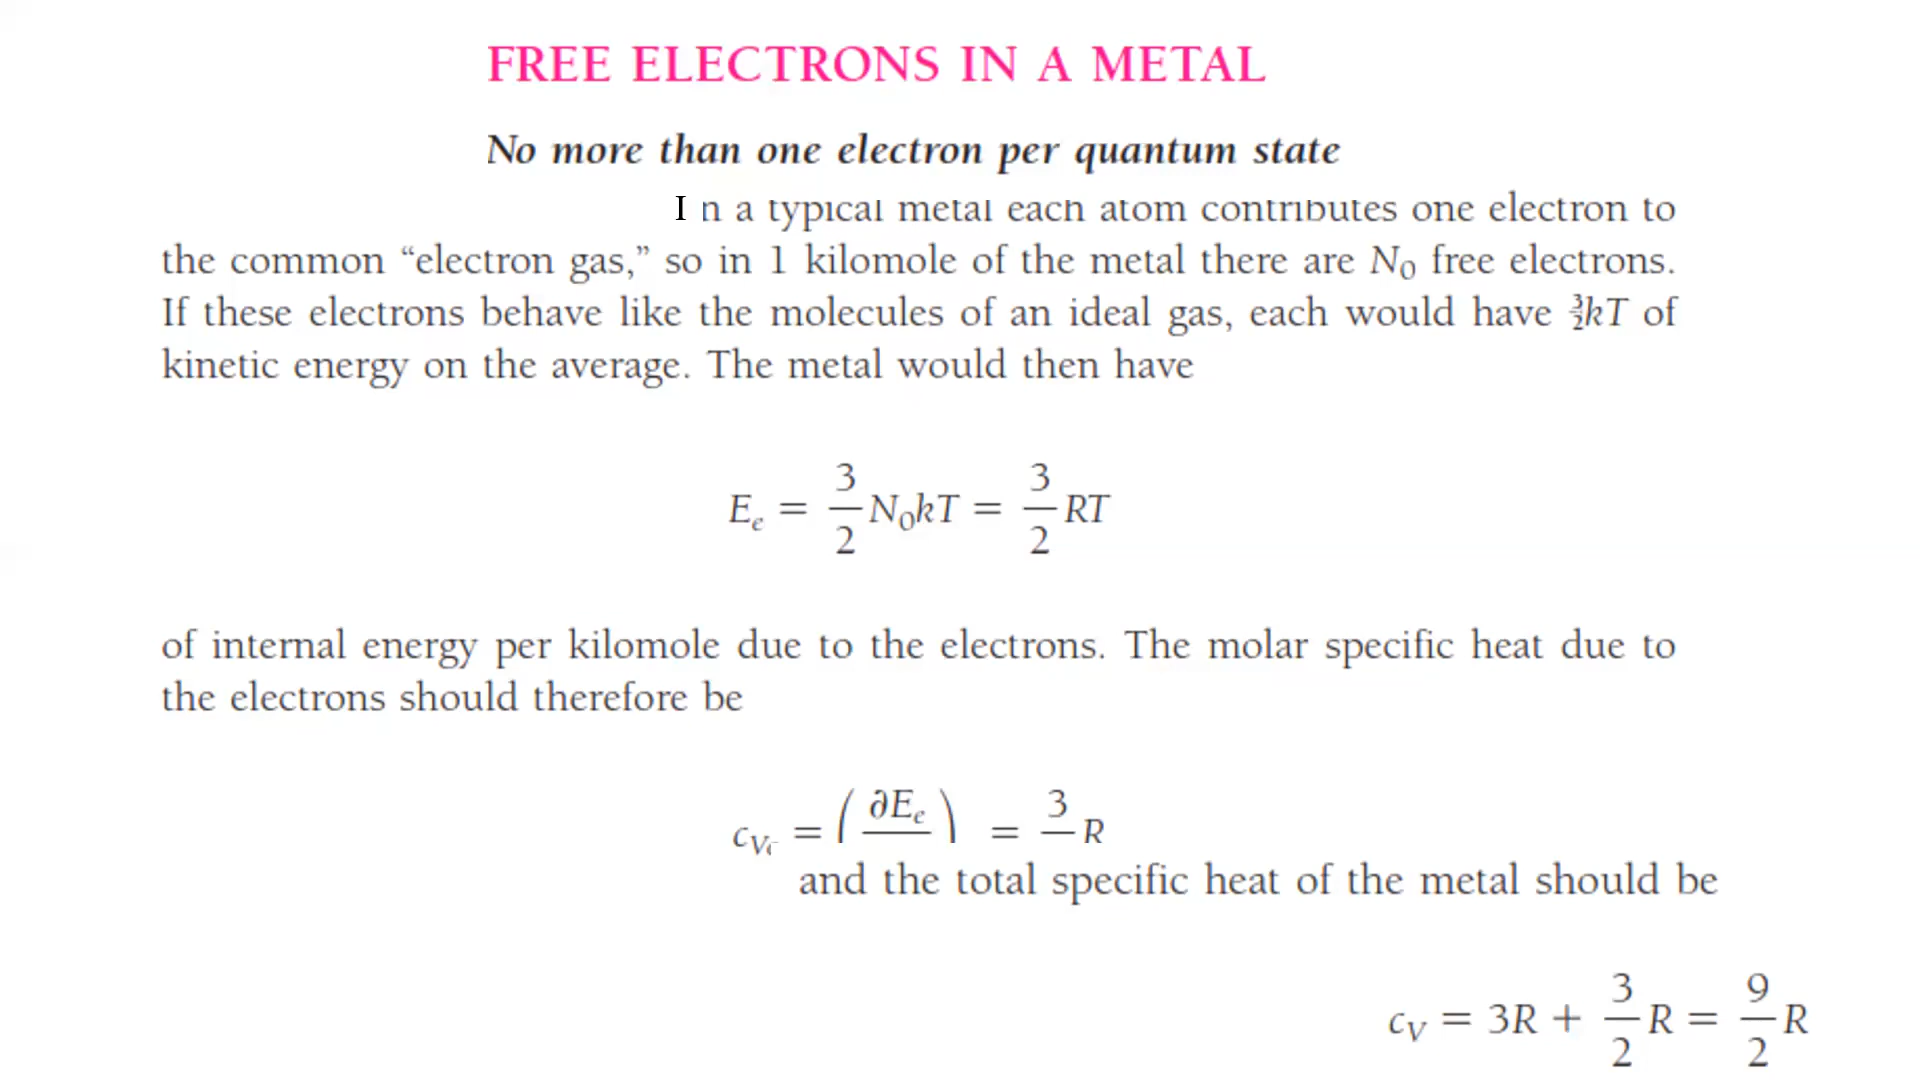 FREE ELECTRONS IN A METAL
No more than one electron per quantum state
In a typical metal each atom contributes one electron to
the common “electron gas,” so in 1 kilomole of the metal there are N₀ free electrons.
If these electrons behave like the molecules of an ideal gas, each would have 3/2 kT of
kinetic energy on the average. The metal would then have
Eₑ = 3/2 N₀kT = 3/2 RT
of internal energy per kilomole due to the electrons. The molar specific heat due to
the electrons should therefore be
c_V = (∂Eₑ) = 3 R
and the total specific heat of the metal should be
c_V = 3R + 3/2 R = 9/2 R